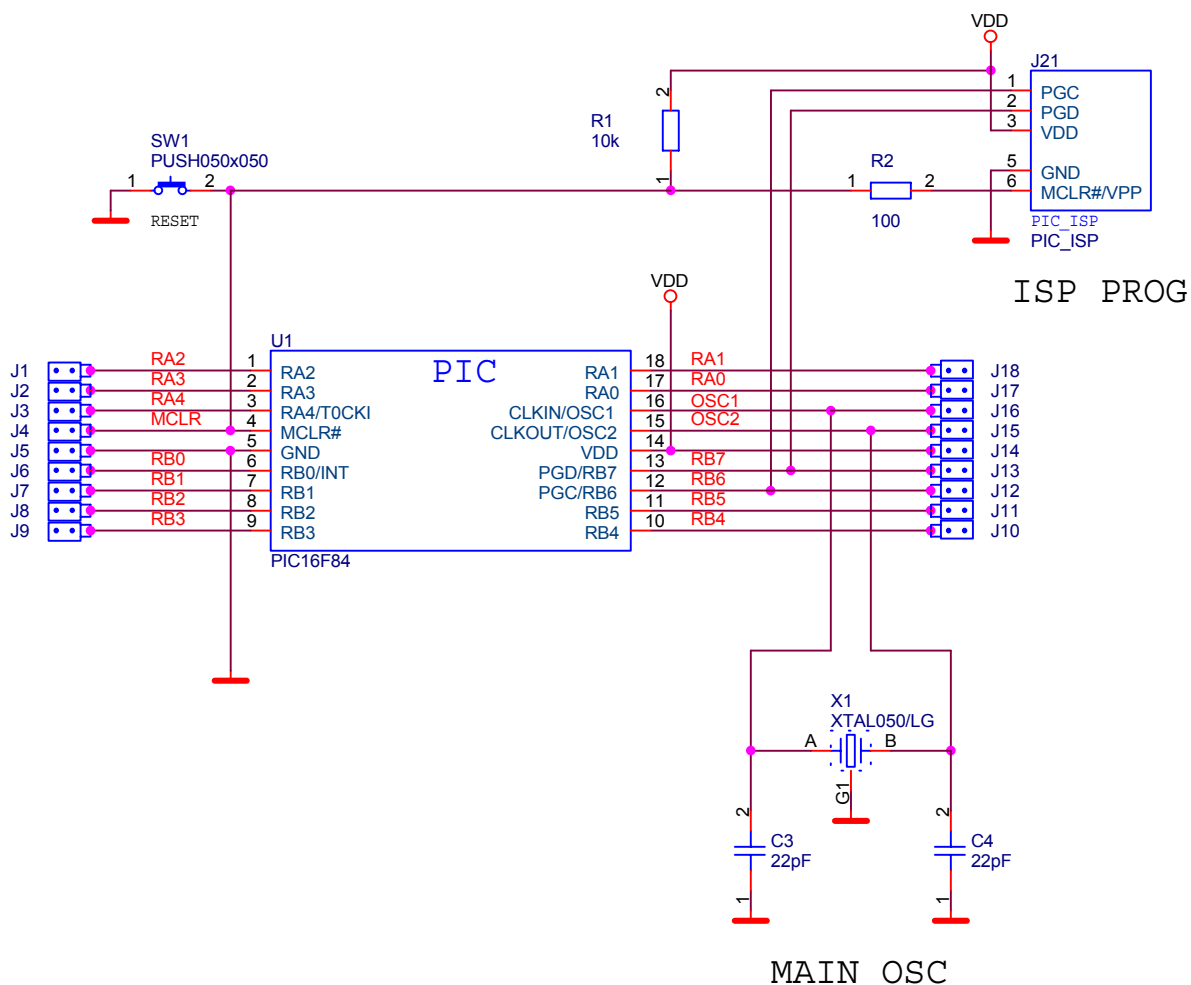 VDD
J21
1 PGC
2 PGD
3 VDD
5 GND
6 MCLR#/VPP
PIC_ISP
PIC_ISP
ISP PROG
2
R1
10k
1
R2
1 2
100
SW1
PUSH050x050
1 2
RESET
VDD
U1
PIC
J1 RA2 1 RA2 RA1 18 RA1 J18
J2 RA3 2 RA3 RA0 17 RA0 J17
J3 RA4 3 RA4/T0CKI CLKIN/OSC1 16 OSC1 J16
J4 MCLR 4 MCLR# CLKOUT/OSC2 15 OSC2 J15
J5 5 GND VDD 14 J14
J6 RB0 6 RB0/INT PGD/RB7 13 RB7 J13
J7 RB1 7 RB1 PGC/RB6 12 RB6 J12
J8 RB2 8 RB2 RB5 11 RB5 J11
J9 RB3 9 RB3 RB4 10 RB4 J10
PIC16F84
X1
XTAL050/LG
A B
G1
2
C3
22pF
1
2
C4
22pF
1
MAIN OSC